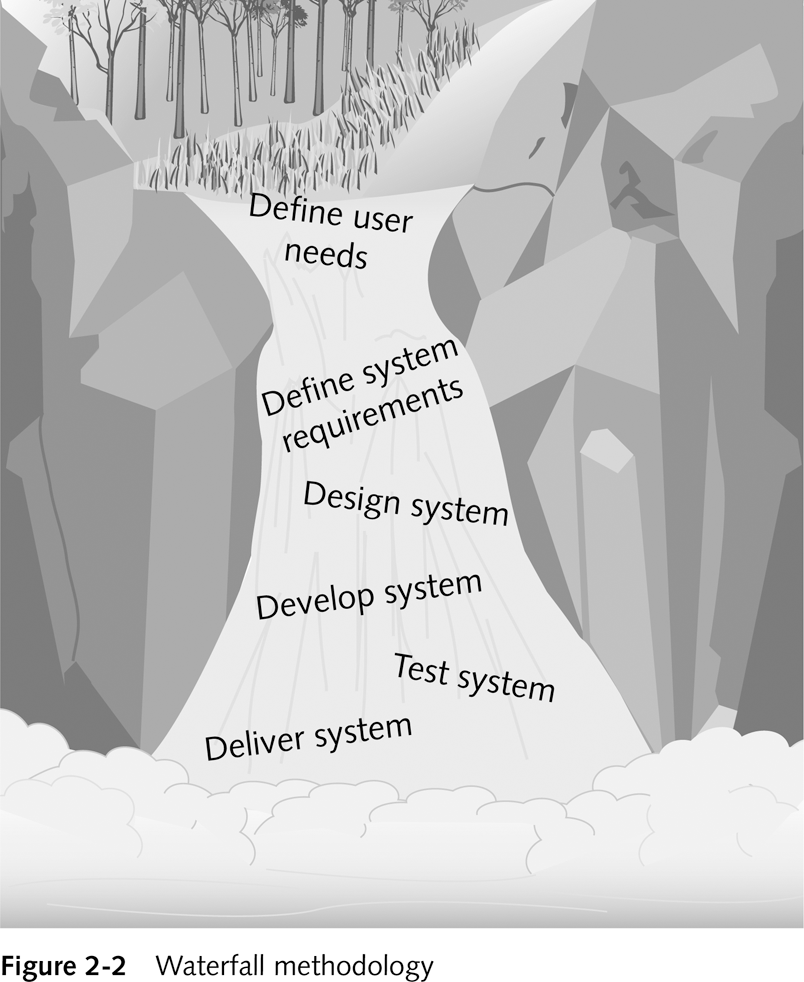 Define user
needs
Define system
requirements
Design system
Develop system
Test system
Deliver system
Figure 2-2 Waterfall methodology